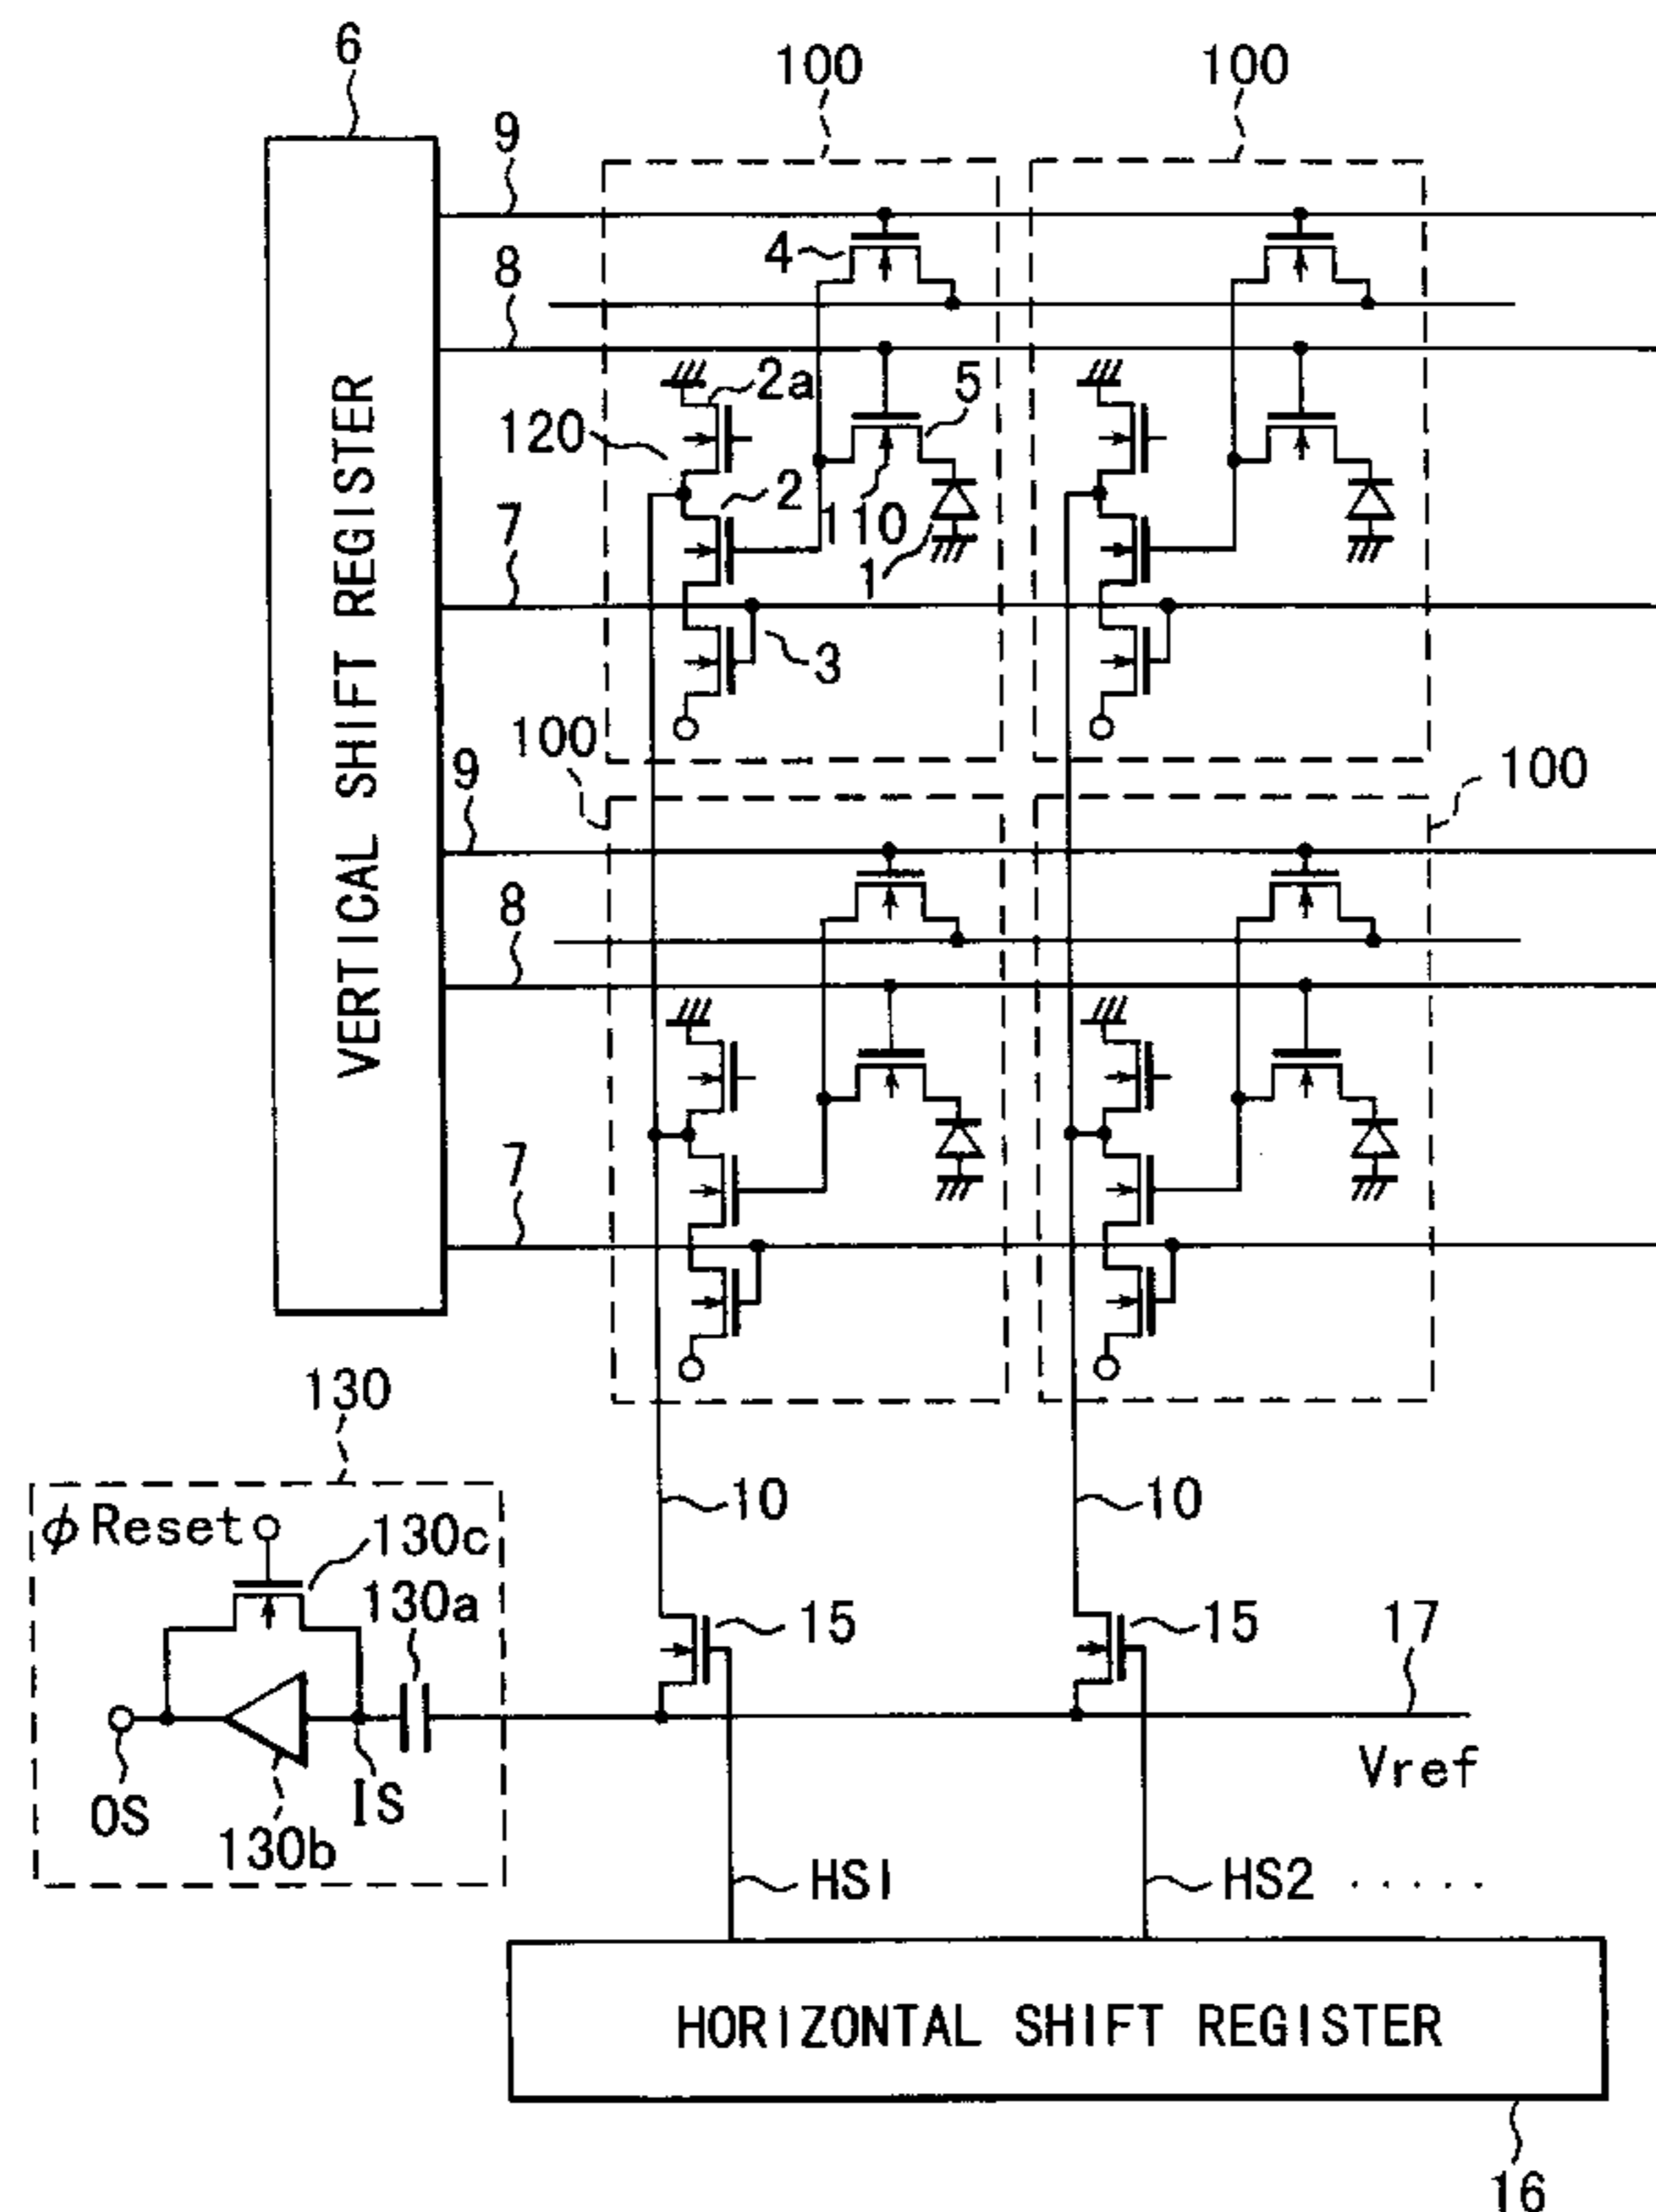 6
100
100
9
4
8
2a
5
120
2
110
7
1
3
VERTICAL SHIFT REGISTER
100
9
100
8
7
130
10
10
φ Reset
130c
130a
15
15
17
Vref
OS
IS
130b
HS1
HS2 .....
HORIZONTAL SHIFT REGISTER
16